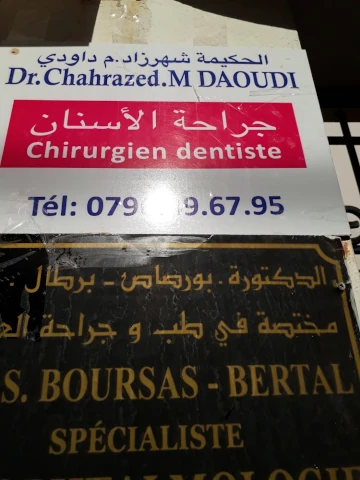 الحكيمة شهرزاد.م داودي
Dr.Chahrazed.M DAOUDI
جراحة الأسنان
Chirurgien dentiste
Tél: 079 9.67.95
الدكتورة. بورصاص - برطال .
مختصة في طب و جراحة
S. BOURSAS - BERTAL
SPÉCIALISTE